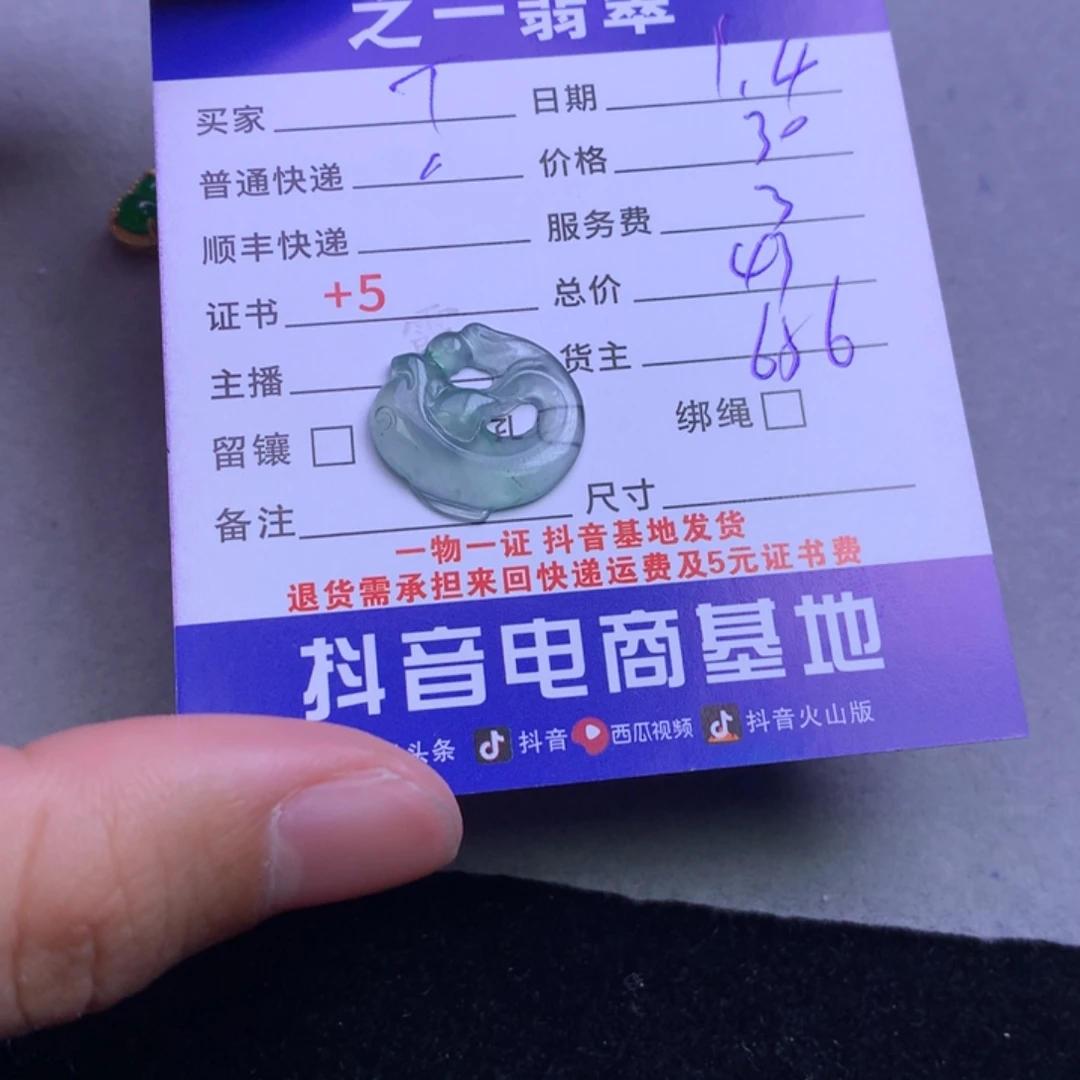 之一翡翠
买家 7 日期 1.4
普通快递 价格 30
顺丰快递 服务费 3
证书 +5 总价
主播 货主 686
留镶 绑绳
备注 尺寸
一物一证 抖音基地发货
退货需承担来回快递运费及5元证书费
抖音电商基地
头条 抖音 西瓜视频 抖音火山版